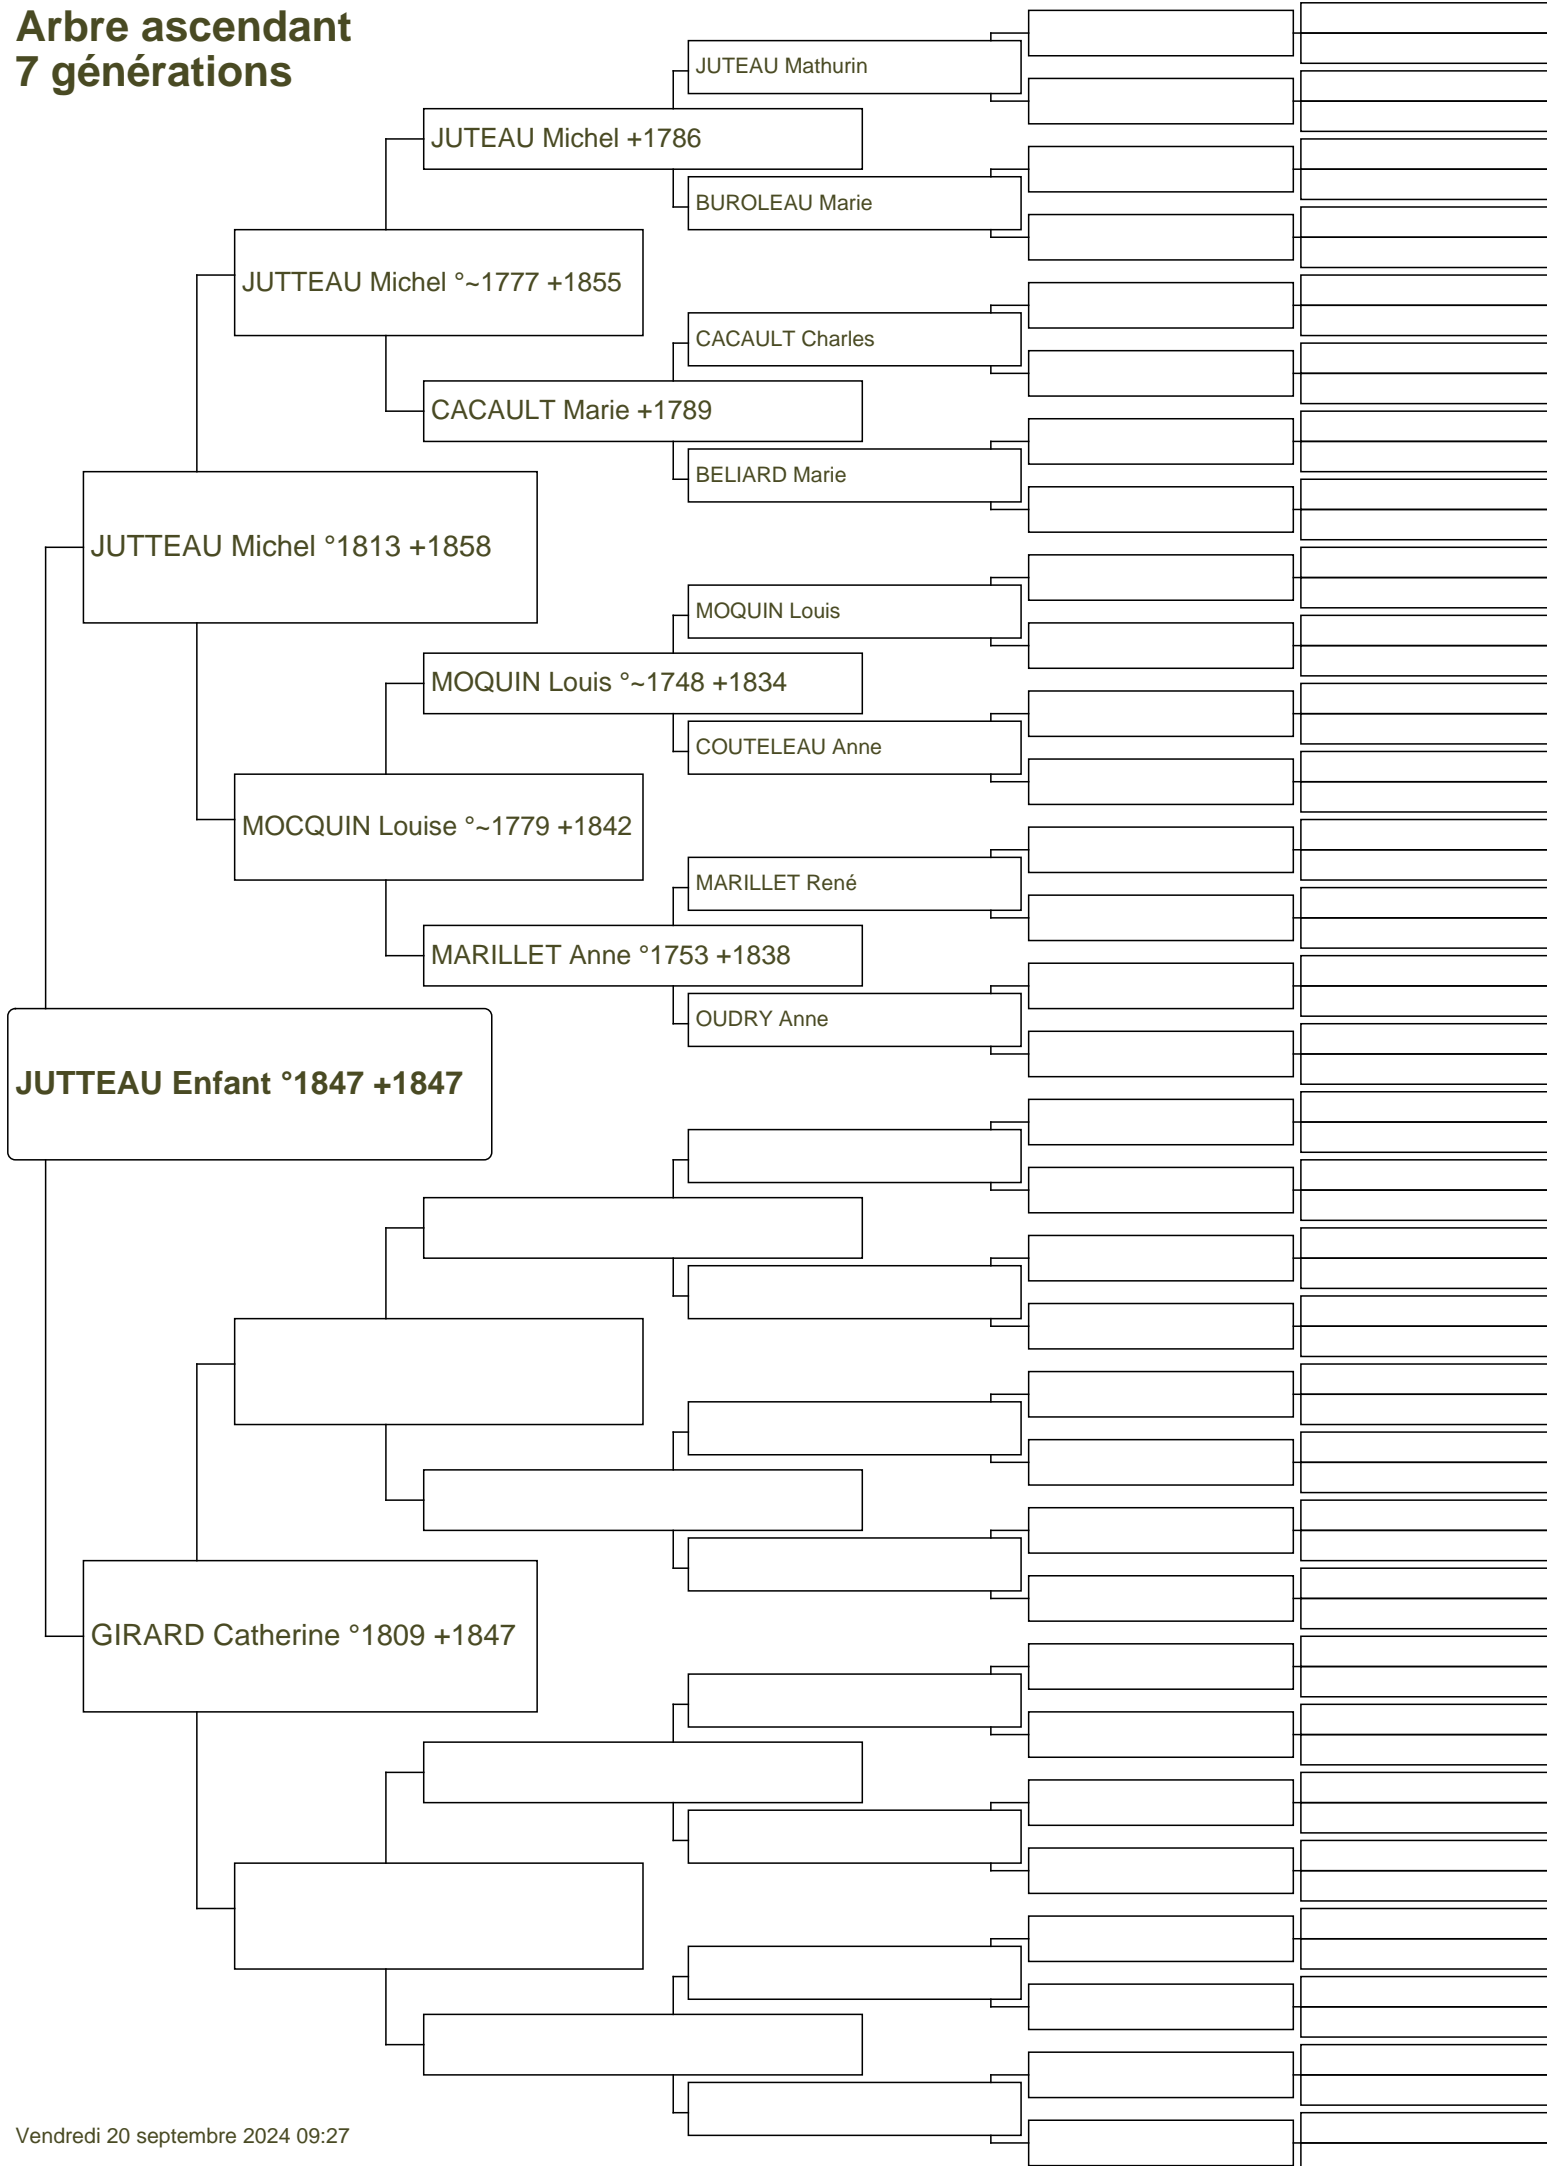 Arbre ascendant
7 générations
JUTEAU Mathurin
JUTEAU Michel +1786
BUROLEAU Marie
JUTTEAU Michel °~1777 +1855
CACAULT Charles
CACAULT Marie +1789
BELIARD Marie
JUTTEAU Michel °1813 +1858
MOQUIN Louis
MOQUIN Louis °~1748 +1834
COUTELEAU Anne
MOCQUIN Louise °~1779 +1842
MARILLET René
MARILLET Anne °1753 +1838
OUDRY Anne
JUTTEAU Enfant °1847 +1847
GIRARD Catherine °1809 +1847
Vendredi 20 septembre 2024 09:27